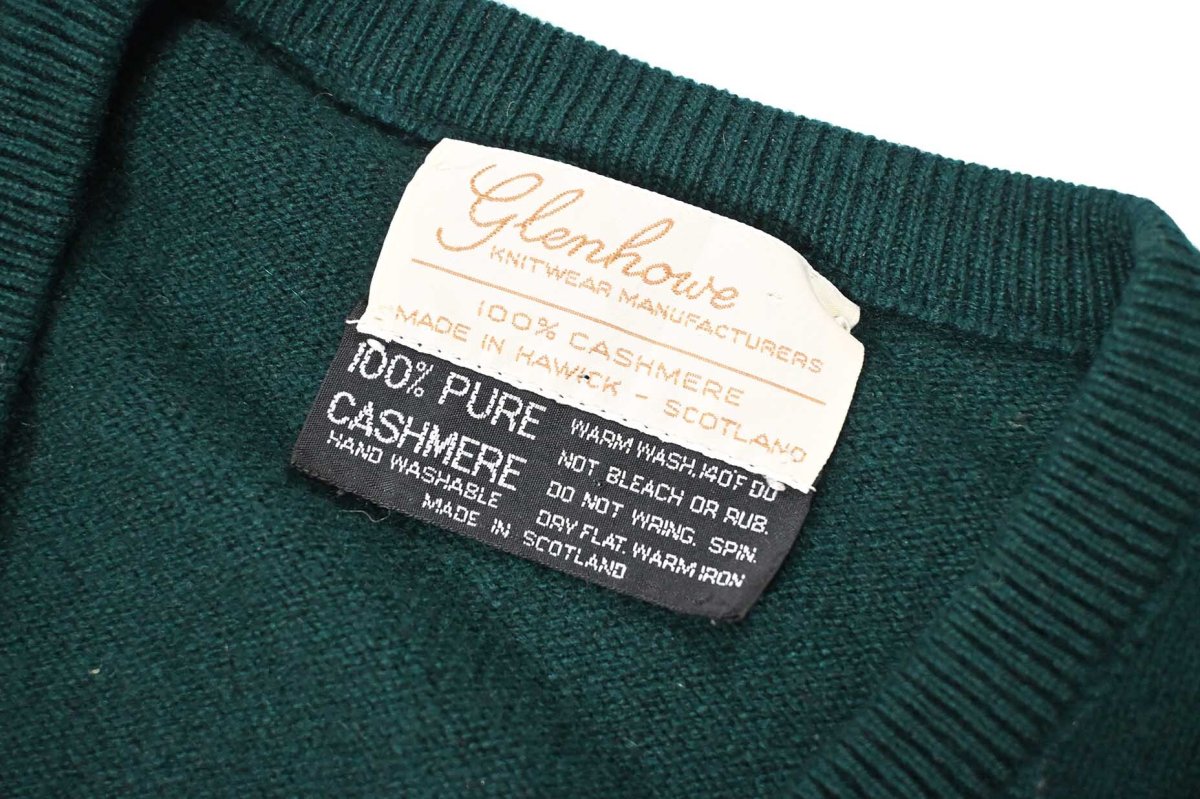 Glenhowe
KNITWEAR MANUFACTURERS
100% CASHMERE
MADE IN HAWICK - SCOTLAND
100% PURE
CASHMERE
HAND WASHABLE
MADE IN SCOTLAND
WARM WASH.140°F DO
NOT BLEACH OR RUB.
DO NOT WRING. SPIN.
DRY FLAT. WARM IRON